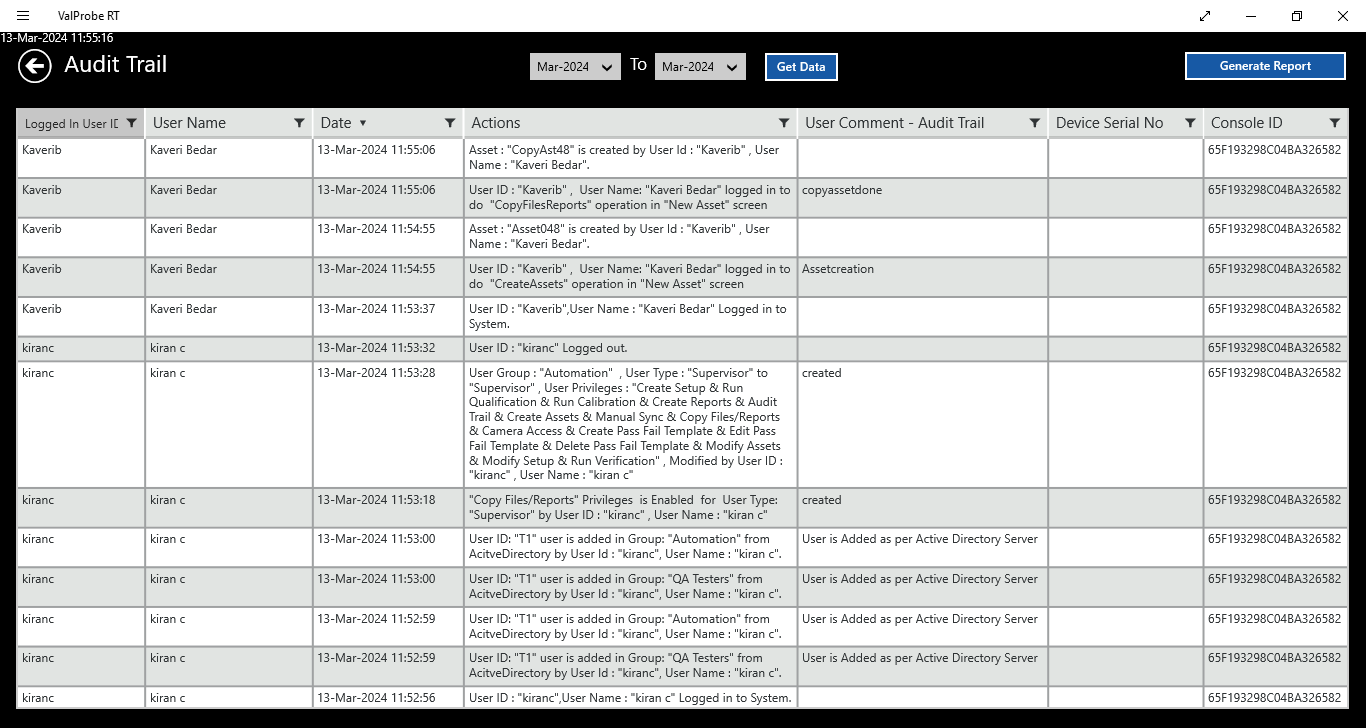 ValProbe RT
13-Mar-2024 11:55:16
Audit Trail
Mar-2024 To Mar-2024 Get Data Generate Report
Logged In User ID User Name Date Actions User Comment - Audit Trail Device Serial No Console ID
Kaverib Kaveri Bedar 13-Mar-2024 11:55:06 Asset : "CopyAst48" is created by User Id : "Kaverib" , User 65F193298C04BA326582
Name : "Kaveri Bedar".
Kaverib Kaveri Bedar 13-Mar-2024 11:55:06 User ID : "Kaverib" , User Name: "Kaveri Bedar" logged in to copyassetdone 65F193298C04BA326582
do "CopyFilesReports" operation in "New Asset" screen
Kaverib Kaveri Bedar 13-Mar-2024 11:54:55 Asset : "Asset048" is created by User Id : "Kaverib" , User 65F193298C04BA326582
Name : "Kaveri Bedar".
Kaverib Kaveri Bedar 13-Mar-2024 11:54:55 User ID : "Kaverib" , User Name: "Kaveri Bedar" logged in to Assetcreation 65F193298C04BA326582
do "CreateAssets" operation in "New Asset" screen
Kaverib Kaveri Bedar 13-Mar-2024 11:53:37 User ID : "Kaverib",User Name : "Kaveri Bedar" Logged in to 65F193298C04BA326582
System.
kiranc kiran c 13-Mar-2024 11:53:32 User ID : "kiranc" Logged out. 65F193298C04BA326582
kiranc kiran c 13-Mar-2024 11:53:28 User Group : "Automation" , User Type : "Supervisor" to created 65F193298C04BA326582
"Supervisor" , User Privileges : "Create Setup & Run
Qualification & Run Calibration & Create Reports & Audit
Trail & Create Assets & Manual Sync & Copy Files/Reports
& Camera Access & Create Pass Fail Template & Edit Pass
Fail Template & Delete Pass Fail Template & Modify Assets
& Modify Setup & Run Verification" , Modified by User ID :
"kiranc" , User Name : "kiran c"
kiranc kiran c 13-Mar-2024 11:53:18 "Copy Files/Reports" Privileges is Enabled for User Type: created 65F193298C04BA326582
"Supervisor" by User ID : "kiranc" , User Name : "kiran c"
kiranc kiran c 13-Mar-2024 11:53:00 User ID: "T1" user is added in Group: "Automation" from User is Added as per Active Directory Server 65F193298C04BA326582
AcitveDirectory by User Id : "kiranc", User Name : "kiran c".
kiranc kiran c 13-Mar-2024 11:53:00 User ID: "T1" user is added in Group: "QA Testers" from User is Added as per Active Directory Server 65F193298C04BA326582
AcitveDirectory by User Id : "kiranc", User Name : "kiran c".
kiranc kiran c 13-Mar-2024 11:52:59 User ID: "T1" user is added in Group: "Automation" from User is Added as per Active Directory Server 65F193298C04BA326582
AcitveDirectory by User Id : "kiranc", User Name : "kiran c".
kiranc kiran c 13-Mar-2024 11:52:59 User ID: "T1" user is added in Group: "QA Testers" from User is Added as per Active Directory Server 65F193298C04BA326582
AcitveDirectory by User Id : "kiranc", User Name : "kiran c".
kiranc kiran c 13-Mar-2024 11:52:56 User ID : "kiranc",User Name : "kiran c" Logged in to System. 65F193298C04BA326582